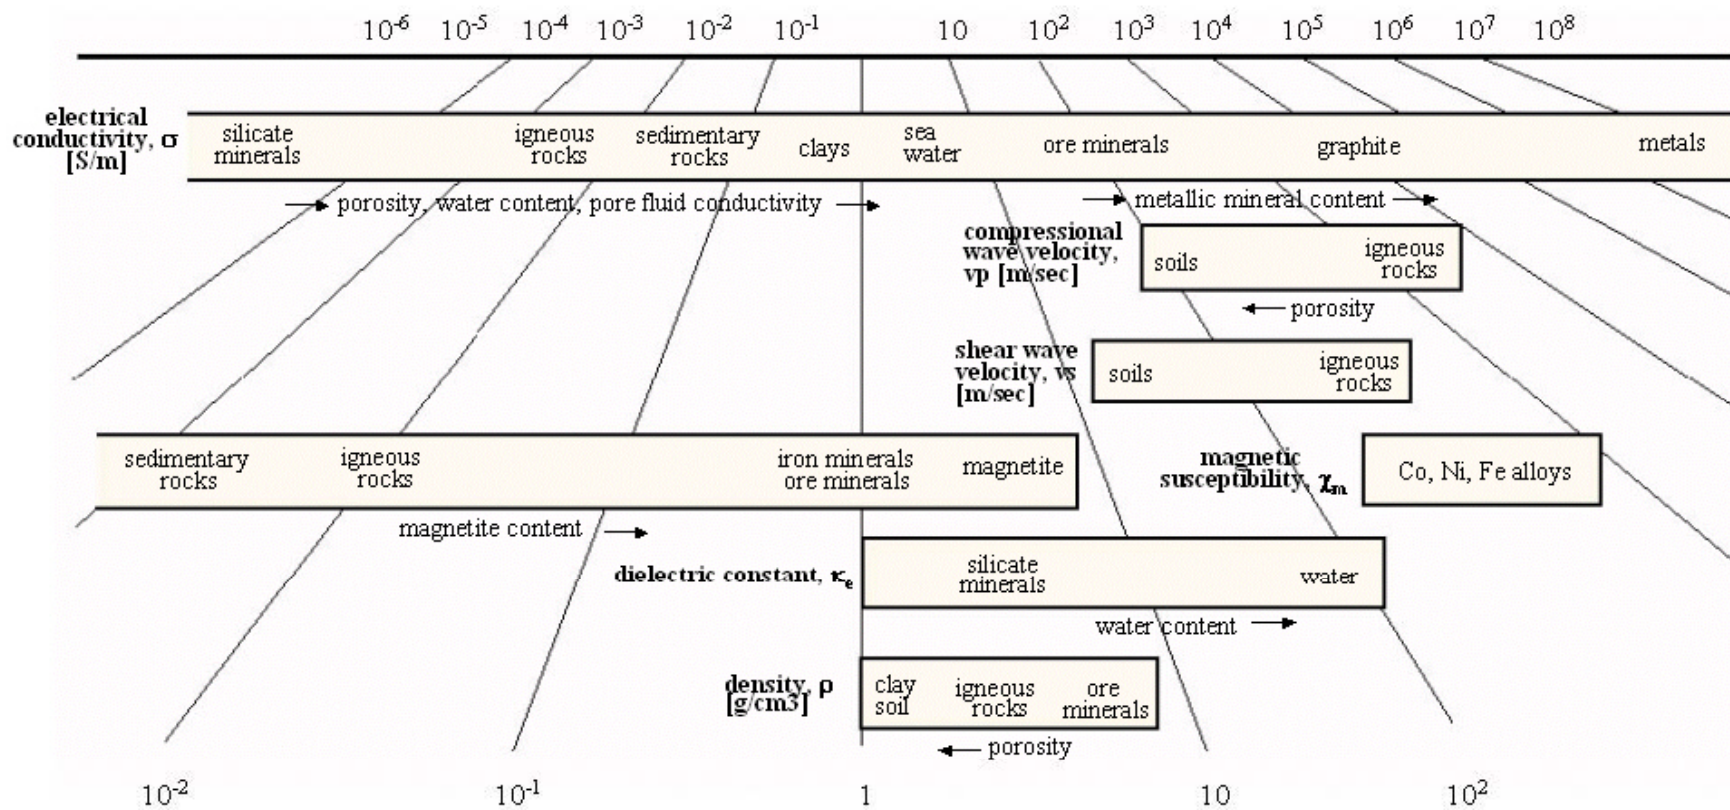 10-6 10-5 10-4 10-3 10-2 10-1 10 102 103 104 105 106 107 108
electrical
conductivity, σ
[S/m]
silicate
minerals
igneous
rocks
sedimentary
rocks
clays
sea
water
ore minerals
graphite
metals
porosity, water content, pore fluid conductivity
metallic mineral content
compressional
wave velocity,
vp [m/sec]
soils
igneous
rocks
porosity
shear wave
velocity, vs
[m/sec]
soils
igneous
rocks
sedimentary
rocks
igneous
rocks
iron minerals
ore minerals
magnetite
magnetic
susceptibility, χm
Co, Ni, Fe alloys
magnetite content
dielectric constant, κe
silicate
minerals
water
water content
density, ρ
[g/cm3]
clay
soil
igneous
rocks
ore
minerals
porosity
10-2 10-1 1 10 102